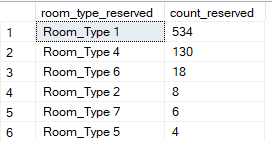 room_type_reserved count_reserved
1 Room_Type 1 534
2 Room_Type 4 130
3 Room_Type 6 18
4 Room_Type 2 8
5 Room_Type 7 6
6 Room_Type 5 4